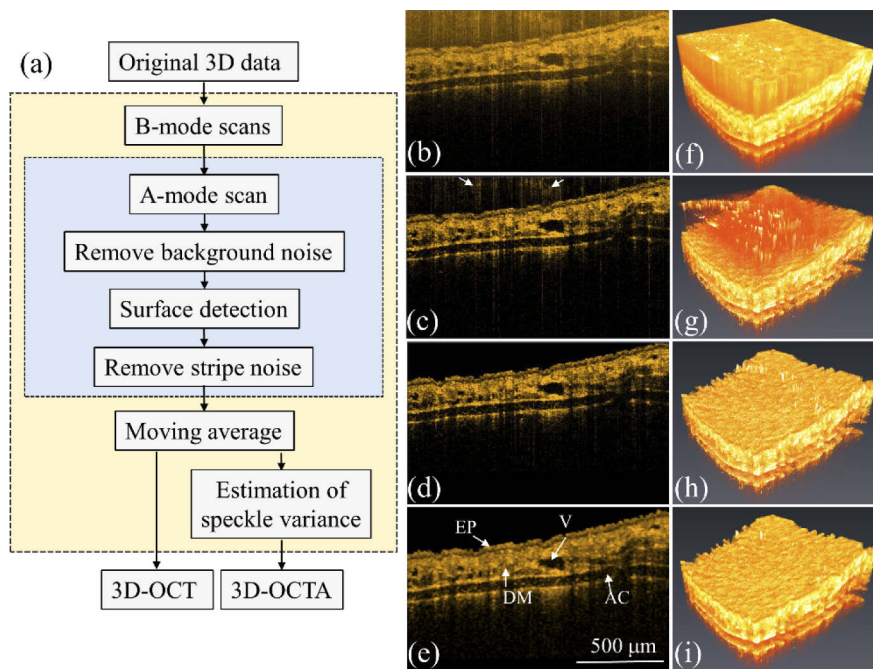 (a)
Original 3D data
B-mode scans
A-mode scan
Remove background noise
Surface detection
Remove stripe noise
Moving average
Estimation of
speckle variance
3D-OCT
3D-OCTA
(b)
(f)
(c)
(g)
(d)
(h)
EP
V
DM
AC
500 μm
(e)
(i)